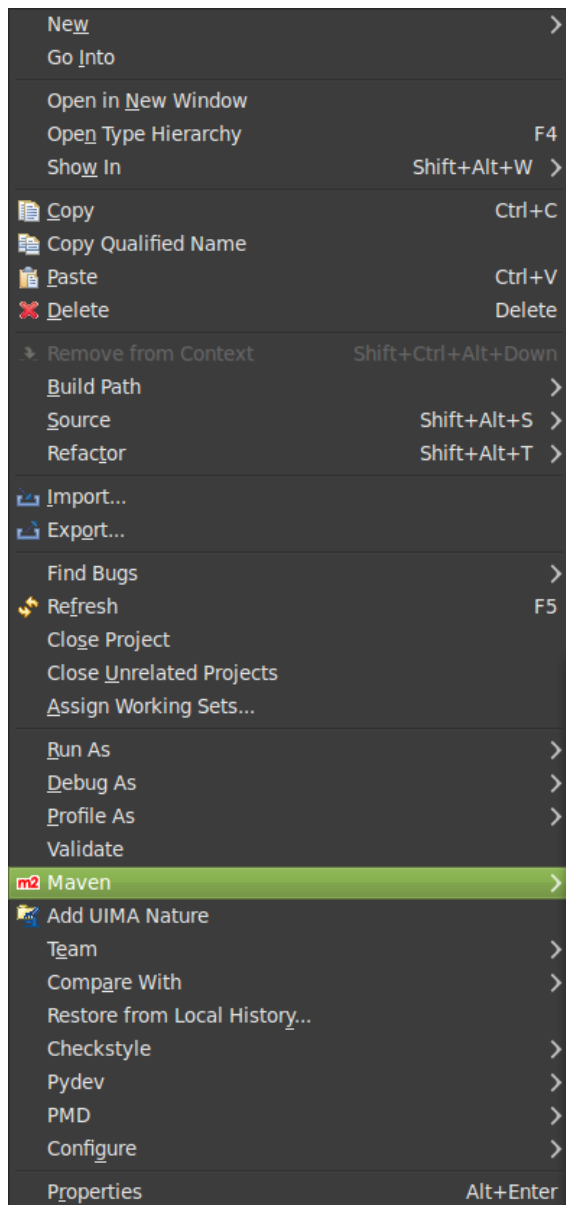 New
Go Into
Open in New Window
Open Type Hierarchy F4
Show In Shift+Alt+W
Copy Ctrl+C
Copy Qualified Name
Paste Ctrl+V
Delete Delete
Remove from Context Shift+Ctrl+Alt+Down
Build Path
Source Shift+Alt+S
Refactor Shift+Alt+T
Import...
Export...
Find Bugs
Refresh F5
Close Project
Close Unrelated Projects
Assign Working Sets...
Run As
Debug As
Profile As
Validate
m2 Maven
Add UIMA Nature
Team
Compare With
Restore from Local History...
Checkstyle
Pydev
PMD
Configure
Properties Alt+Enter